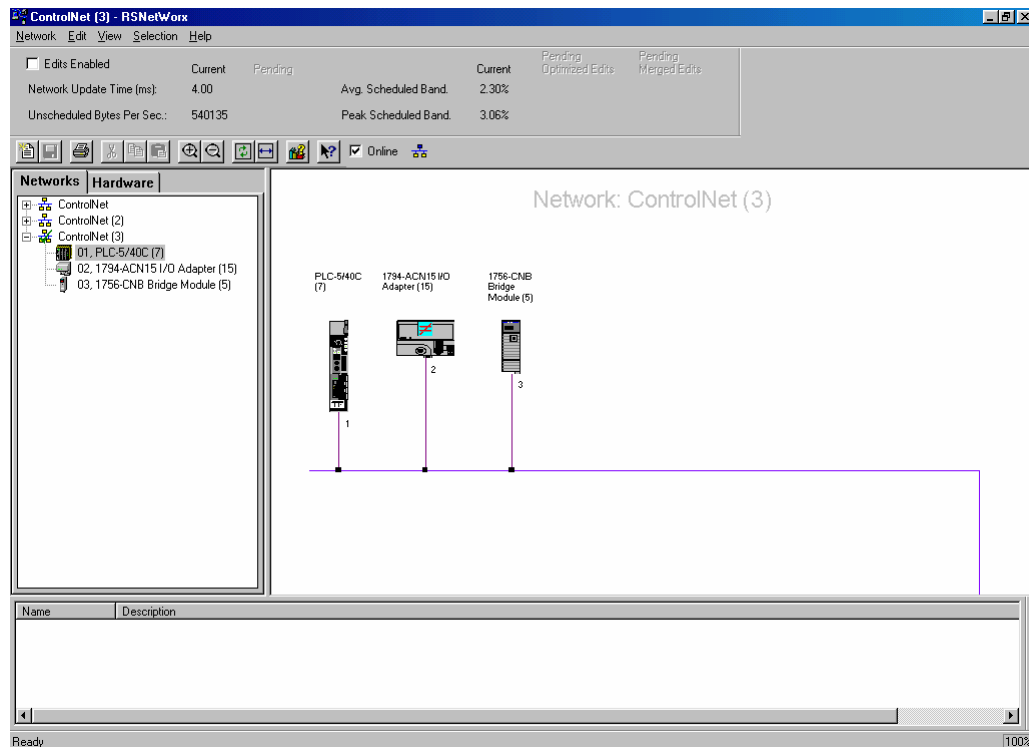 ControlNet (3) - RSNetWorx
Network Edit View Selection Help
Edits Enabled
Current Pending Current Pending Optimized Edits Pending Merged Edits
Network Update Time (ms): 4.00 Avg. Scheduled Band. 2.30%
Unscheduled Bytes Per Sec.: 540135 Peak Scheduled Band. 3.06%
Online
Networks Hardware
ControlNet
ControlNet (2)
ControlNet (3)
01, PLC-5/40C (7)
02, 1794-ACN15 I/O Adapter (15)
03, 1756-CNB Bridge Module (5)
Network: ControlNet (3)
PLC-5/40C
(7)
1794-ACN15 I/O
Adapter (15)
1756-CNB
Bridge
Module (5)
1
2
3
Name Description
Ready 100%